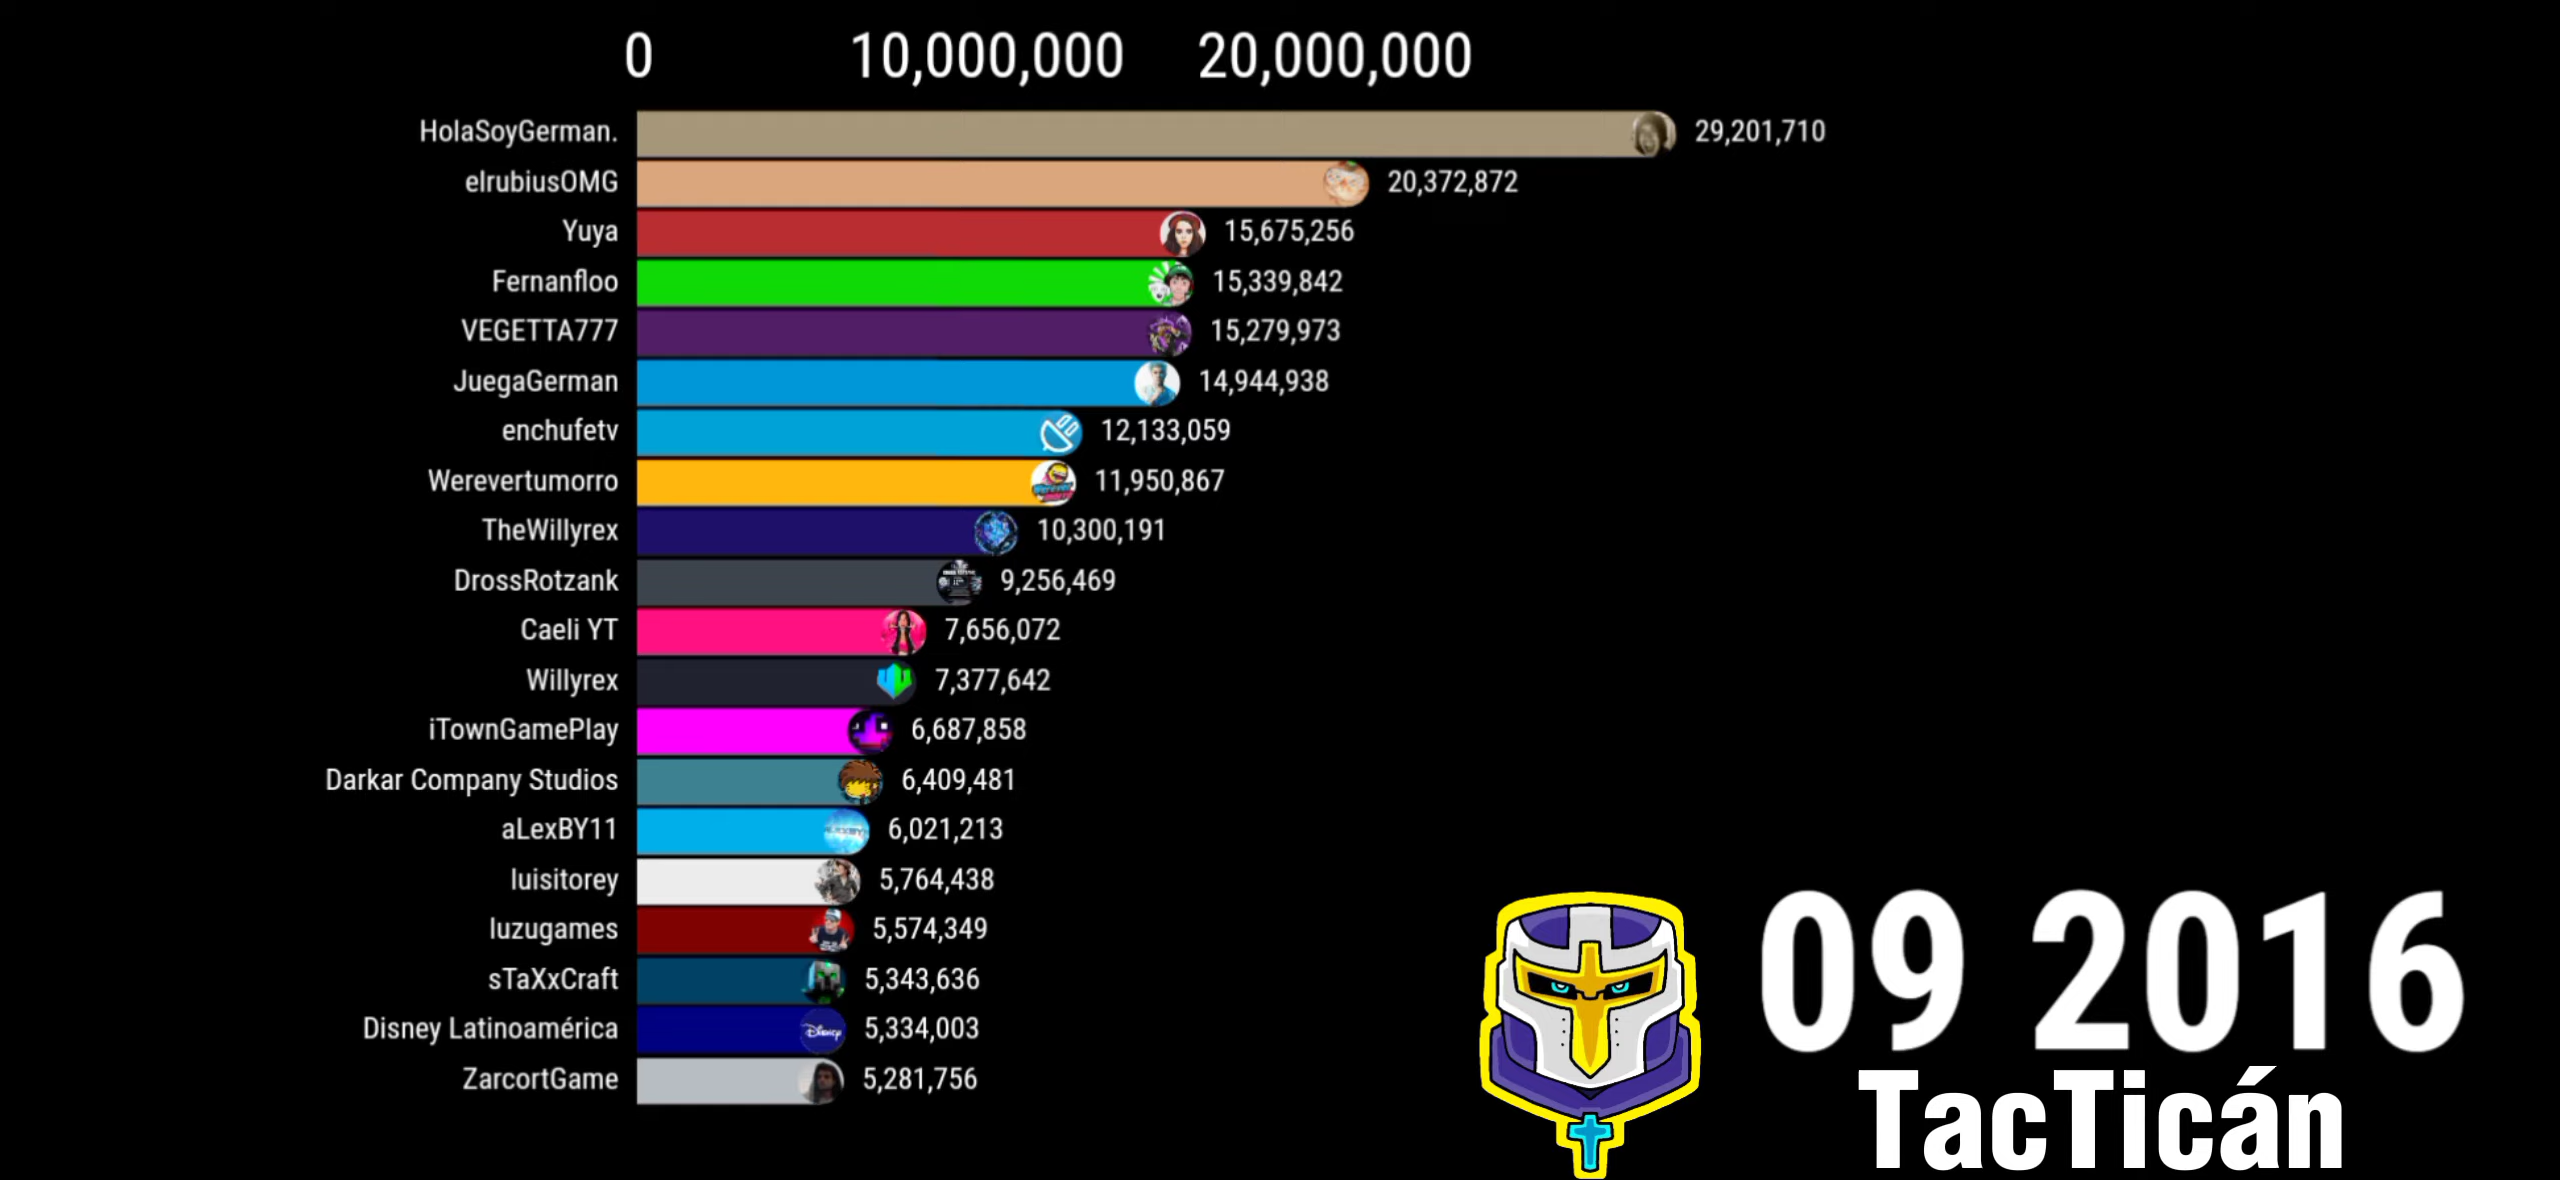 0 10,000,000 20,000,000
HolaSoyGerman. 29,201,710
elrubiusOMG 20,372,872
Yuya 15,675,256
Fernanfloo 15,339,842
VEGETTA777 15,279,973
JuegaGerman 14,944,938
enchufetv 12,133,059
Werevertumorro 11,950,867
TheWillyrex 10,300,191
DrossRotzank 9,256,469
Caeli YT 7,656,072
Willyrex 7,377,642
iTownGamePlay 6,687,858
Darkar Company Studios 6,409,481
aLexBY11 6,021,213
luisitorey 5,764,438
luzugames 5,574,349
sTaXxCraft 5,343,636
Disney Latinoamérica Disney 5,334,003
ZarcortGame 5,281,756
09 2016
TacTicán